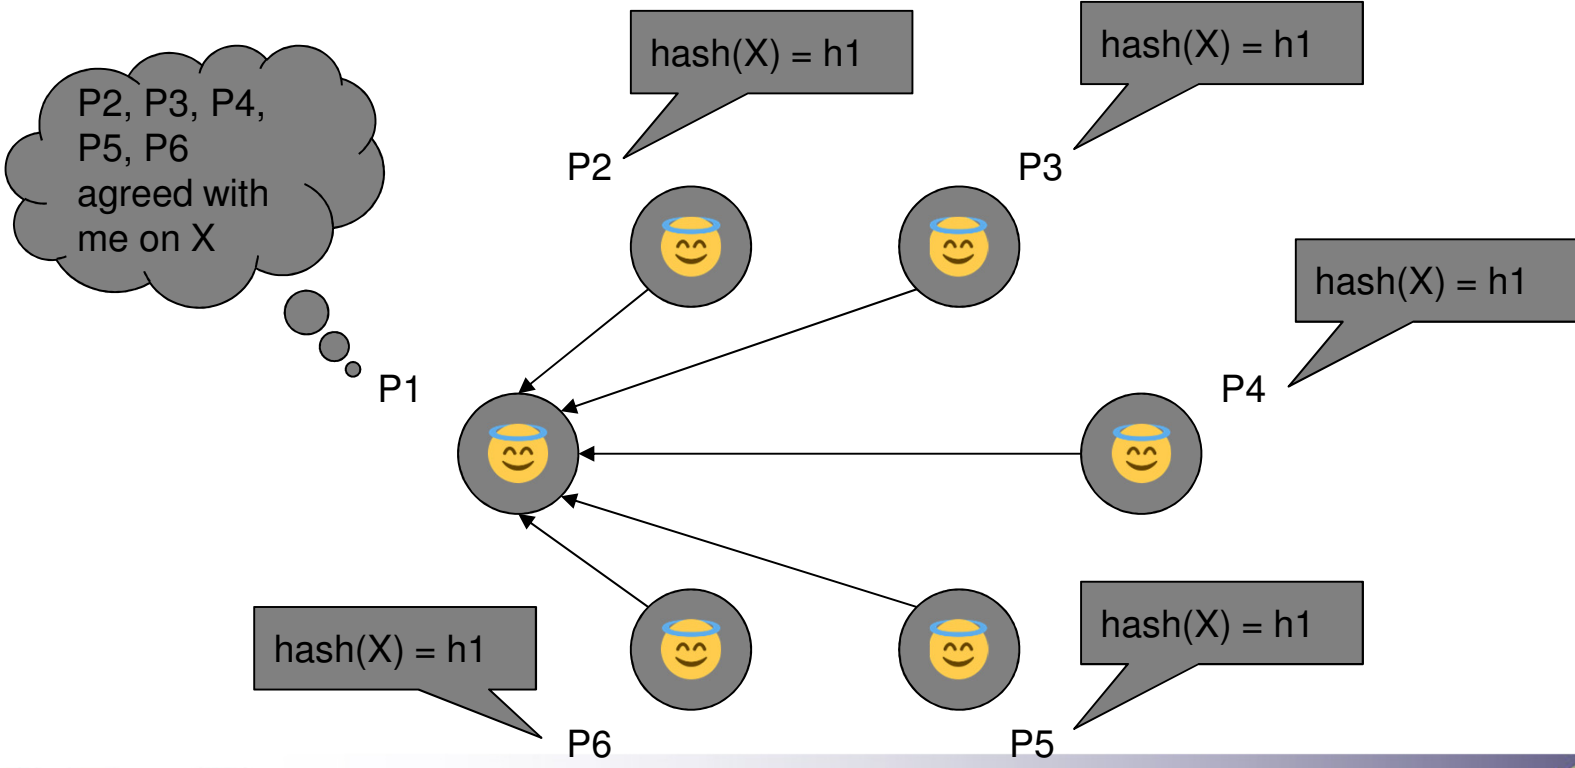 hash(X) = h1
hash(X) = h1
P2, P3, P4,
P5, P6
agreed with
me on X
P2
P3
hash(X) = h1
P1
P4
hash(X) = h1
hash(X) = h1
P6
P5